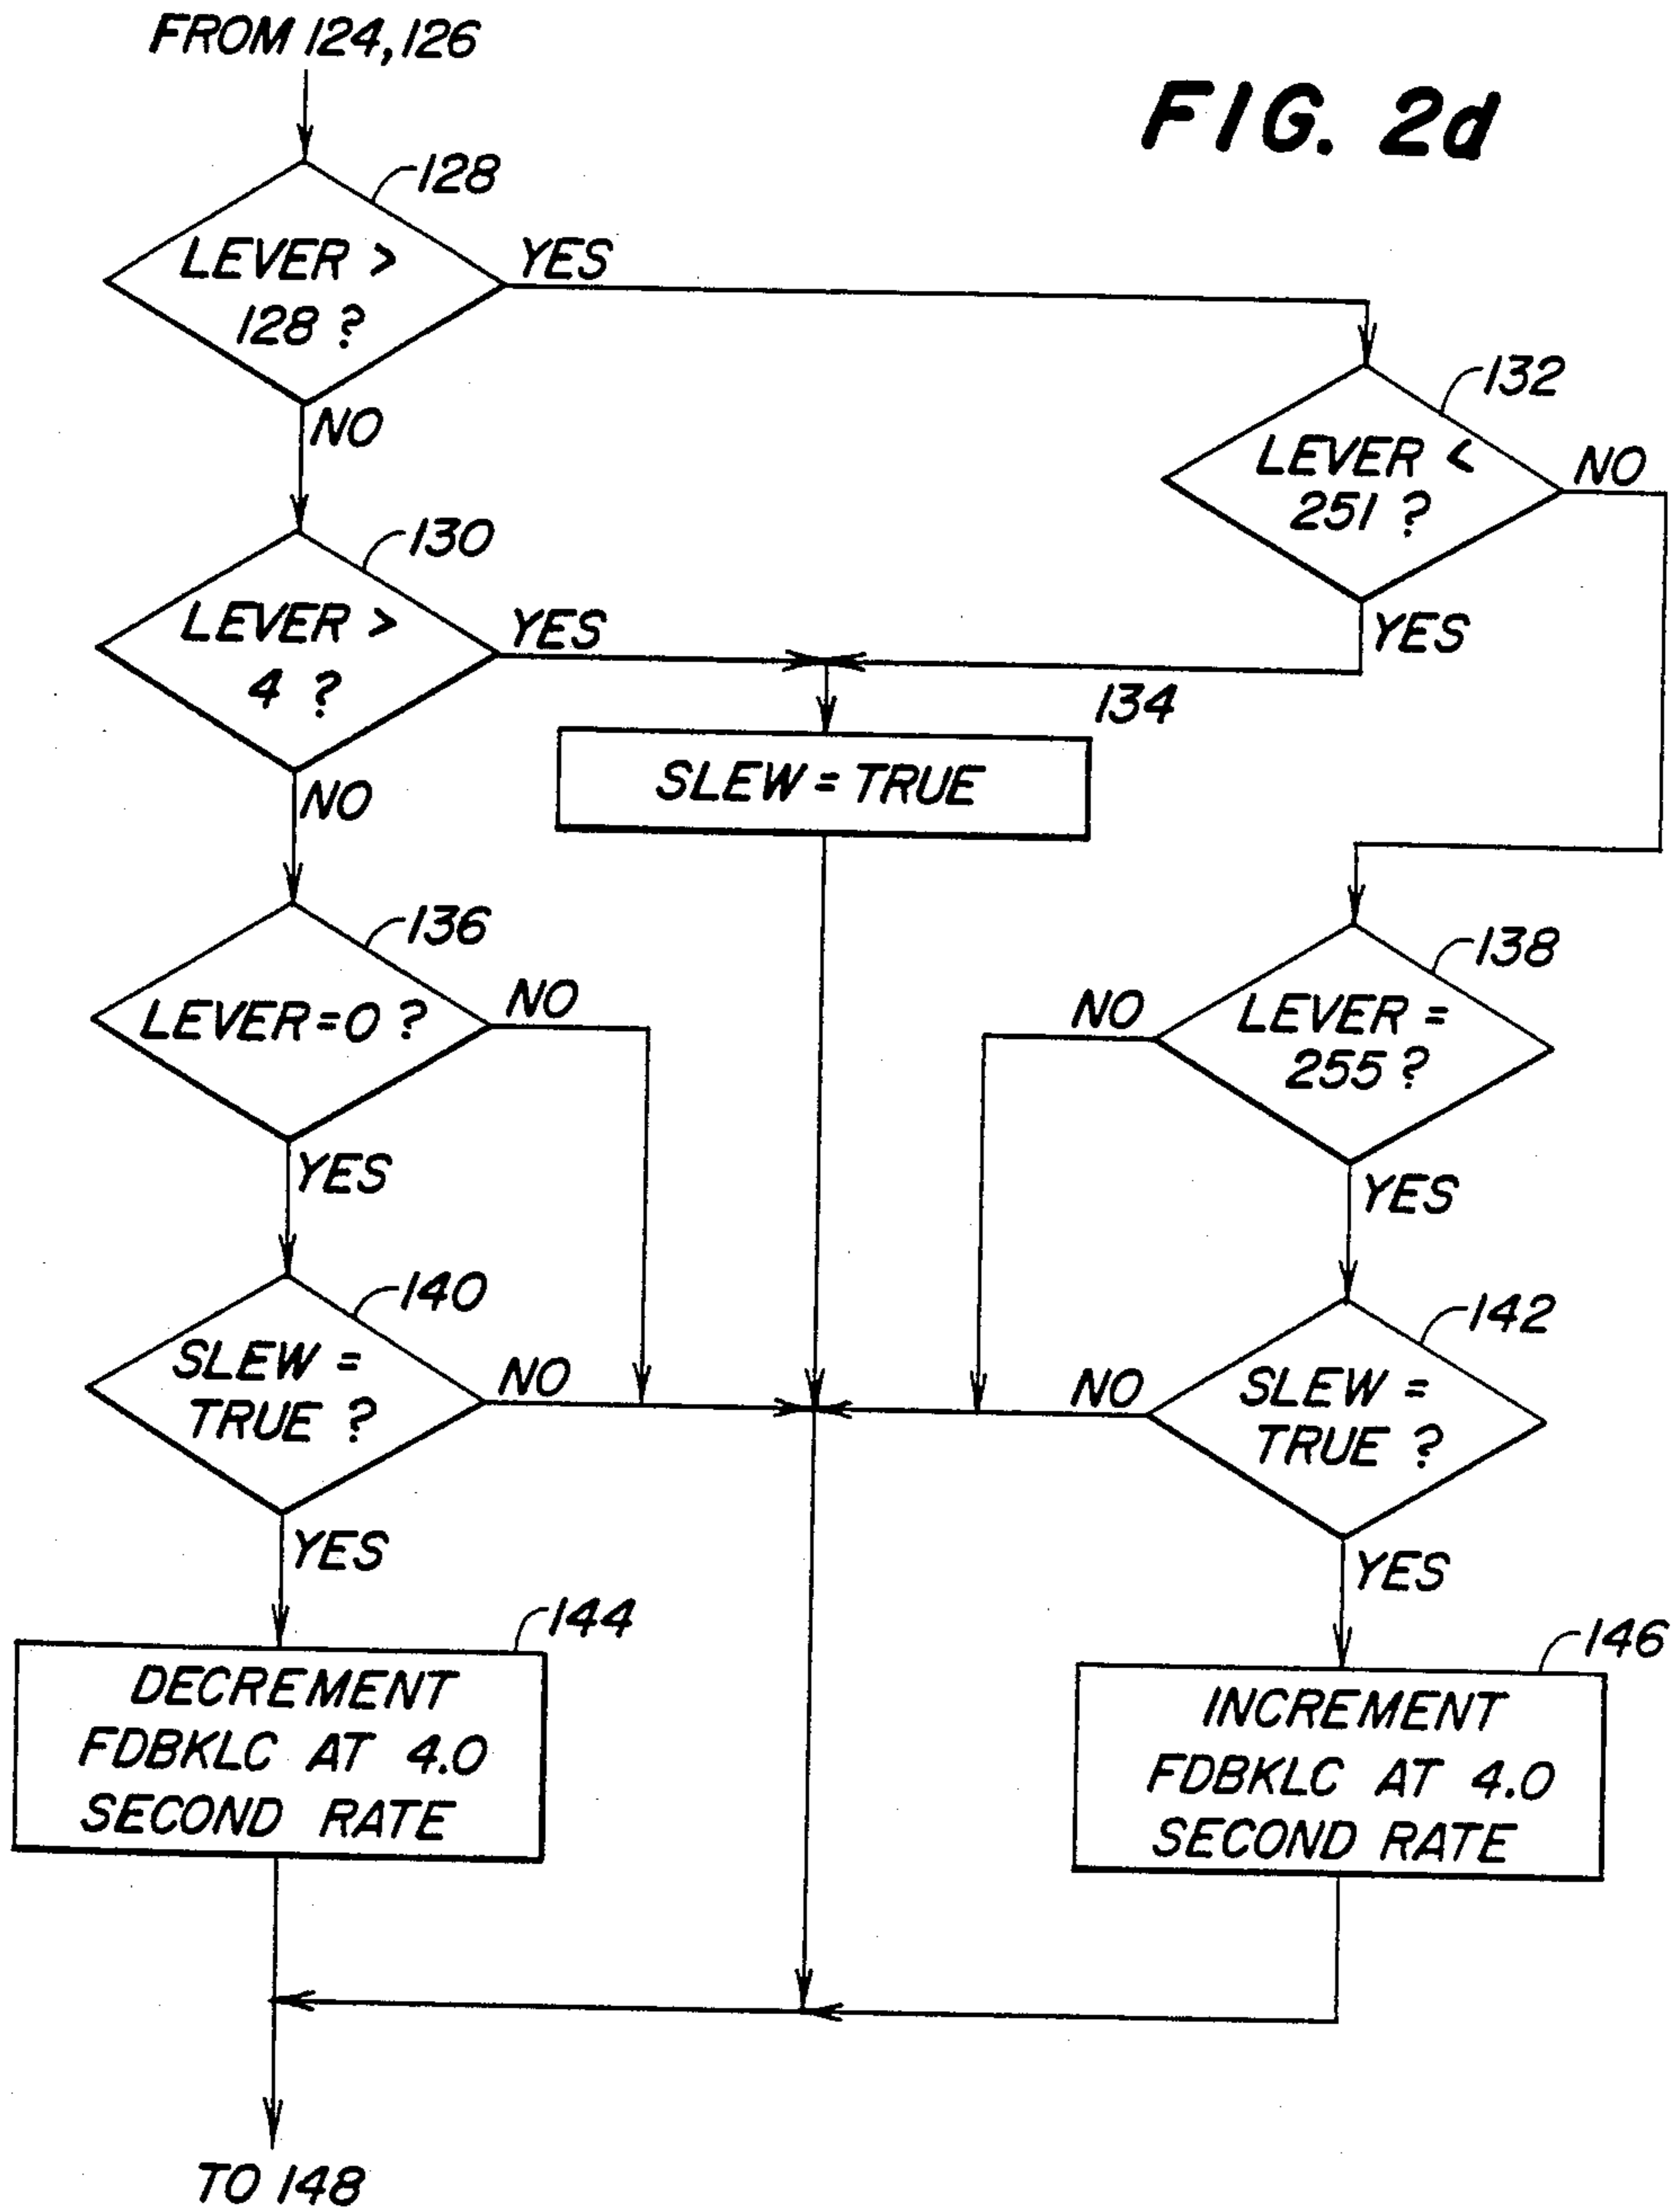 FROM 124,126
FIG. 2d
128
LEVER >
128 ?
YES
NO
132
LEVER <
251 ?
NO
YES
130
LEVER >
4 ?
YES
NO
134
SLEW = TRUE
136
LEVER=0 ?
NO
YES
138
LEVER =
255 ?
NO
YES
140
SLEW =
TRUE ?
NO
YES
142
SLEW =
TRUE ?
NO
YES
144
DECREMENT
FDBKLC AT 4.0
SECOND RATE
146
INCREMENT
FDBKLC AT 4.0
SECOND RATE
TO 148